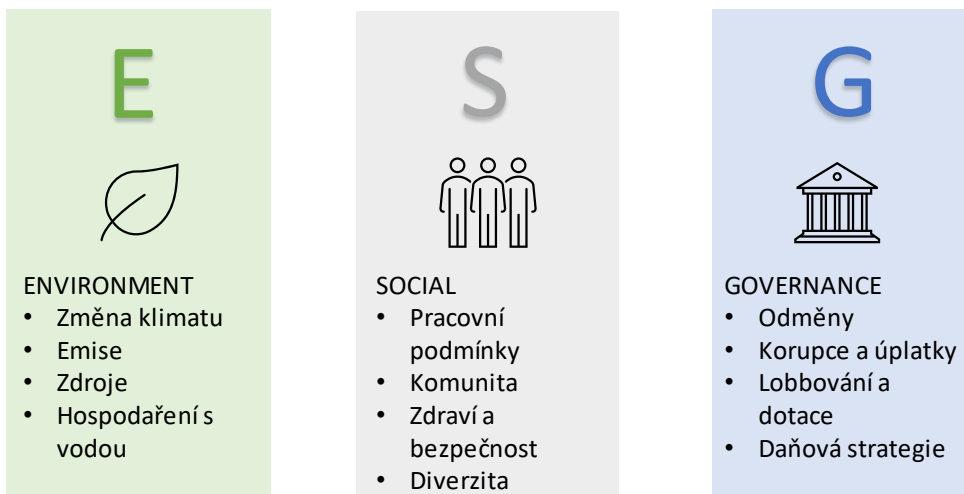 E
ENVIRONMENT
• Změna klimatu
• Emise
• Zdroje
• Hospodaření s
vodou
S
SOCIAL
• Pracovní
podmínky
• Komunita
• Zdraví a
bezpečnost
• Diverzita
G
GOVERNANCE
• Odměny
• Korupce a úplatky
• Lobbování a
dotace
• Daňová strategie